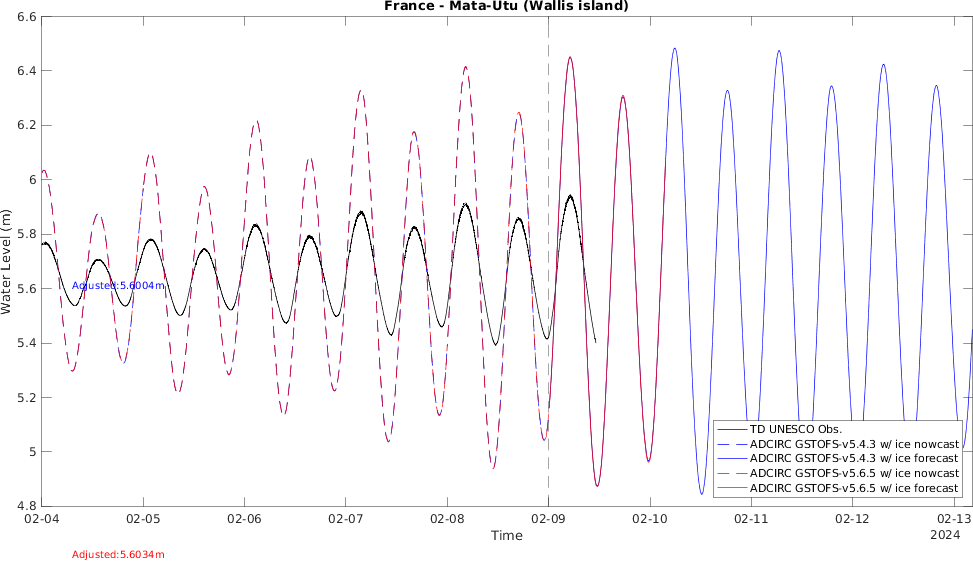 France - Mata-Utu (Wallis island)
6.6
6.4
6.2
6
5.8
5.6
5.4
5.2
5
4.8
Water Level (m)
Adjusted:5.6004m
TD UNESCO Obs.
ADCIRC GSTOFS-v5.4.3 w/ ice nowcast
ADCIRC GSTOFS-v5.4.3 w/ ice forecast
ADCIRC GSTOFS-v5.6.5 w/ ice nowcast
ADCIRC GSTOFS-v5.6.5 w/ ice forecast
02-04 02-05 02-06 02-07 02-08 02-09 02-10 02-11 02-12 02-13
Time
2024
Adjusted:5.6034m